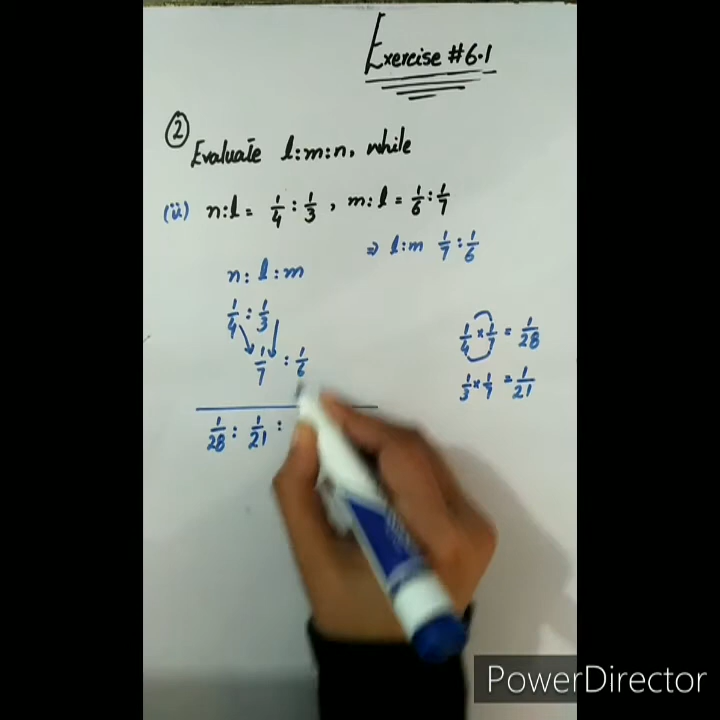 Exercise #6.1
② Evaluate l:m:n, while
(ii) n:l = 1/4 : 1/3 , m:l = 1/6 : 1/7
⇒ l:m 1/7 : 1/6
n : l : m
1/4 : 1/3
1/7 : 1/6
1/28 : 1/21 :
1/4 × 1/7 = 1/28
1/3 × 1/7 = 1/21
PowerDirector